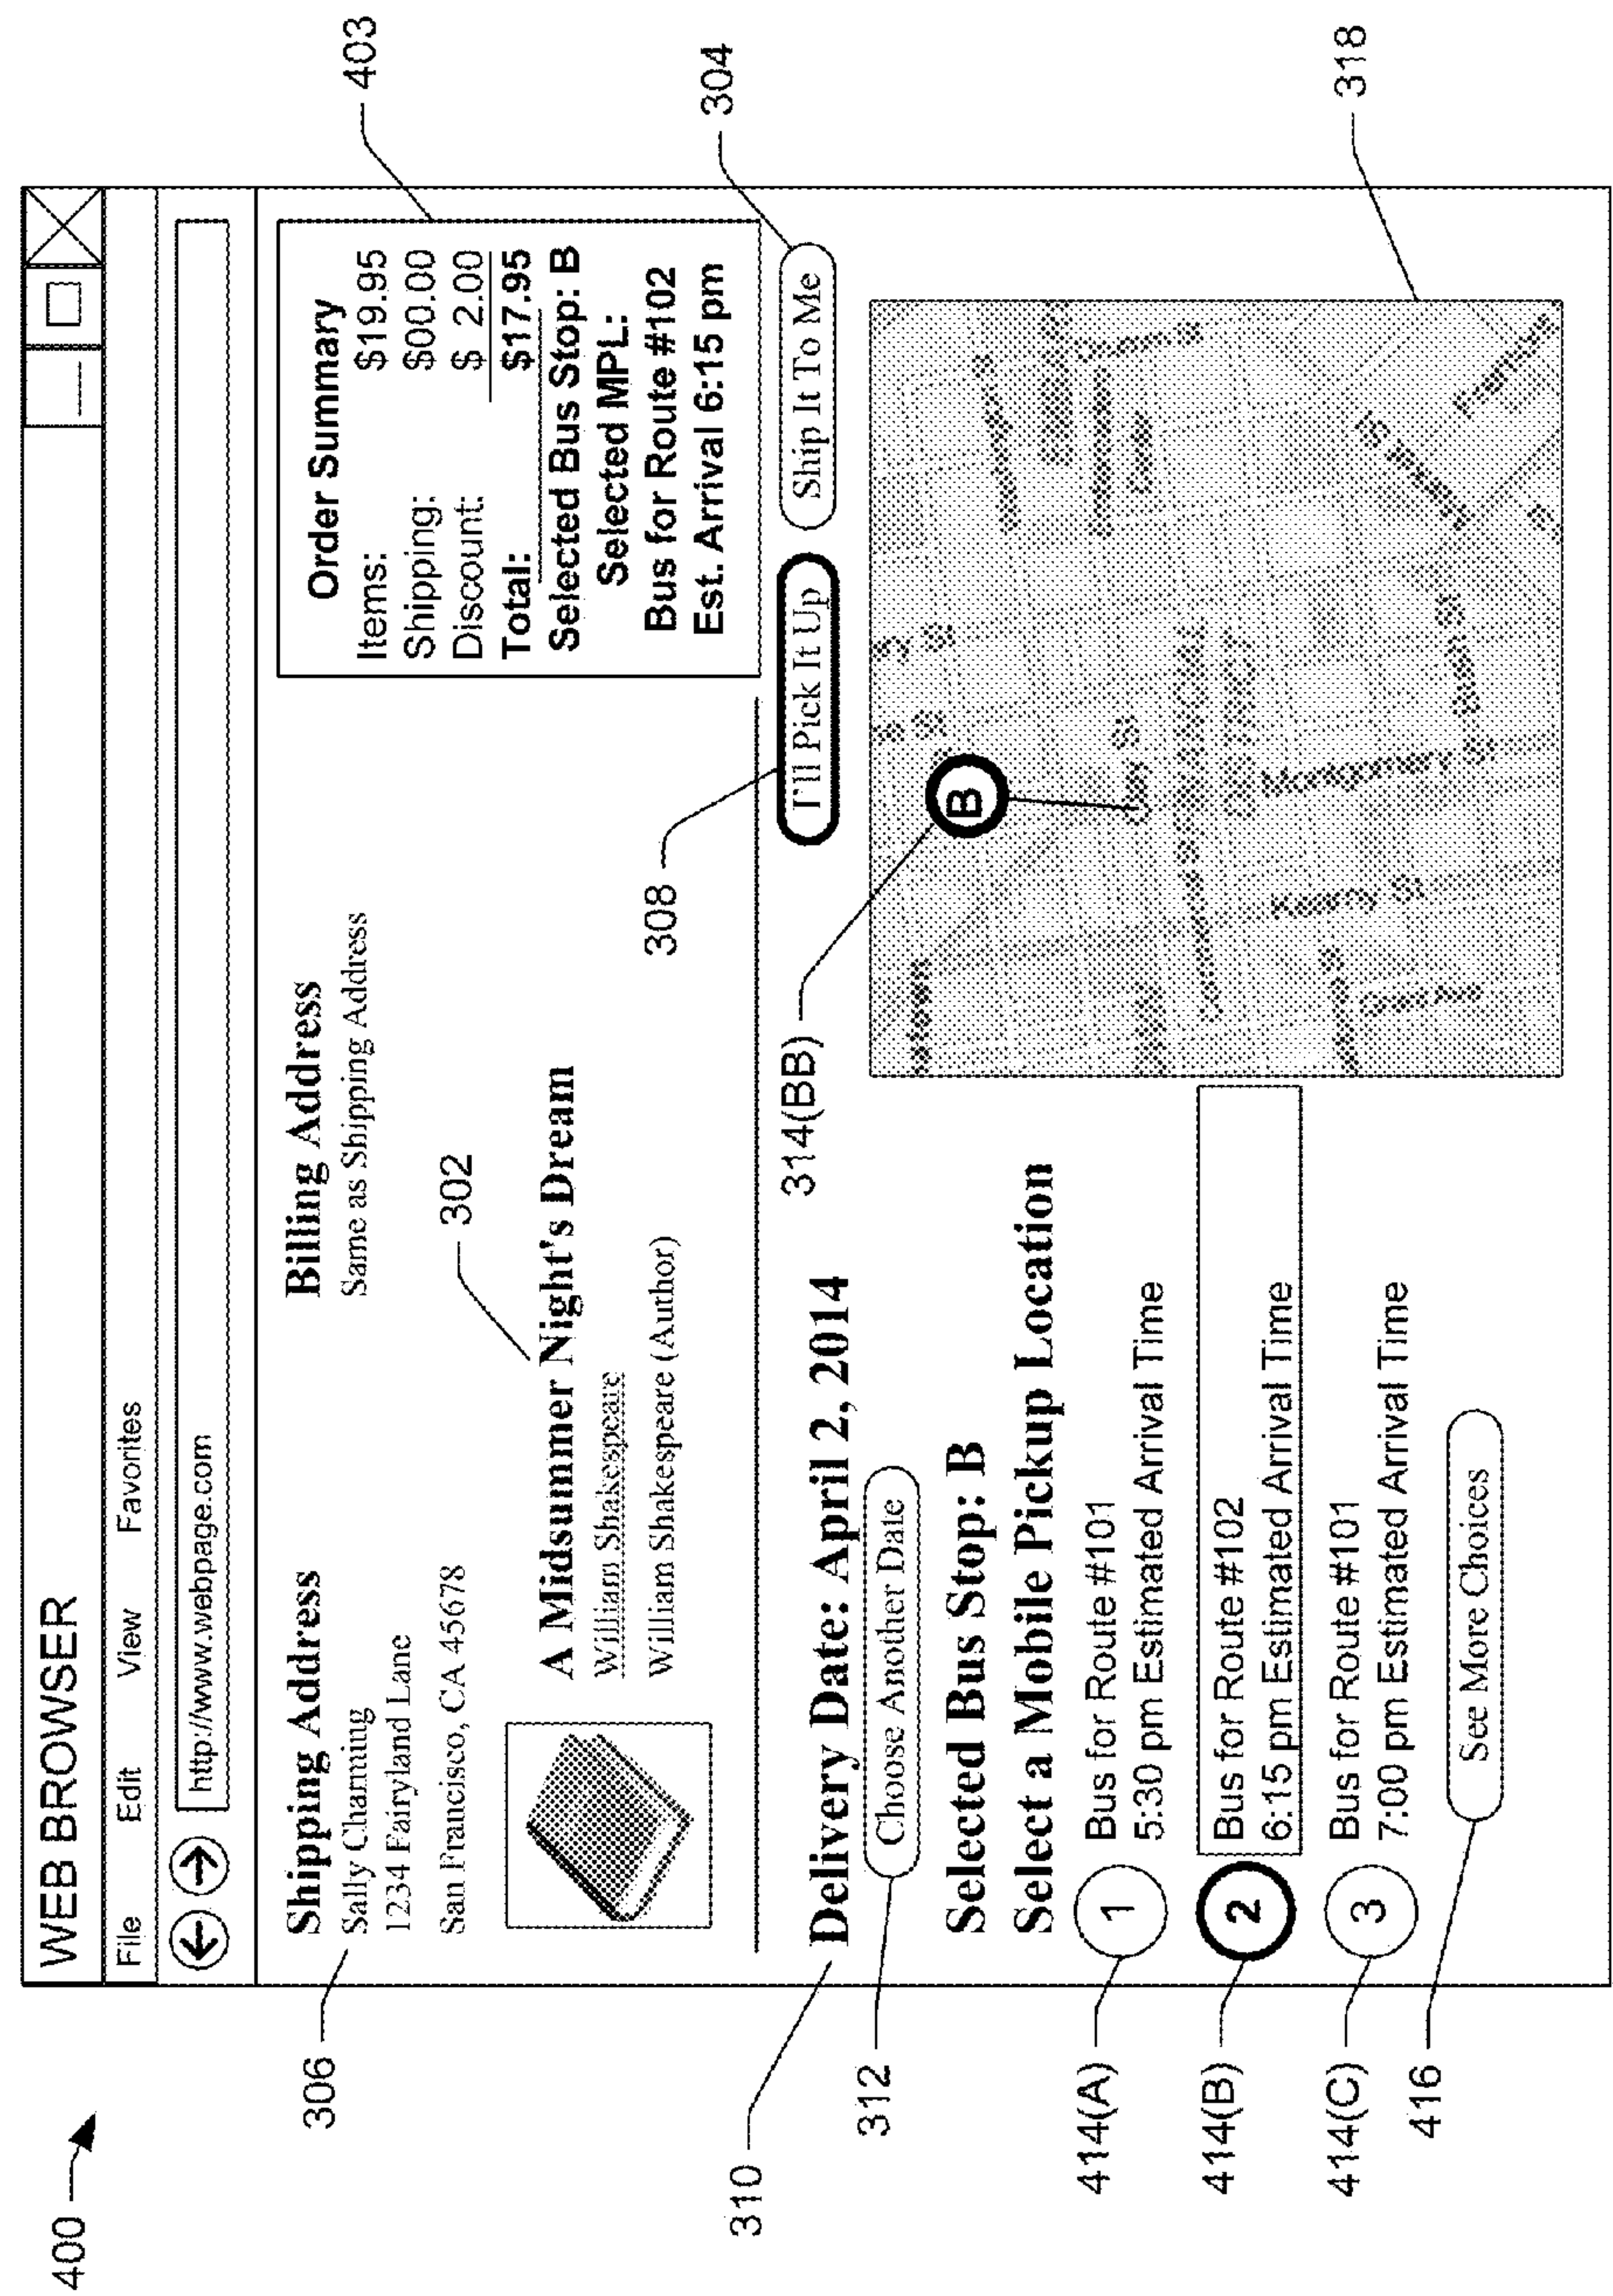 400
WEB BROWSER
File Edit View Favorites
http://www.webpage.com
306
Shipping Address
Sally Charming
1234 Fairyland Lane
San Francisco, CA 45678
Billing Address
Same as Shipping Address
403
Order Summary
Items: $19.95
Shipping: $00.00
Discount: $ 2.00
Total: $17.95
Selected Bus Stop: B
Selected MPL:
Bus for Route #102
Est. Arrival 6:15 pm
302
A Midsummer Night's Dream
William Shakespeare
William Shakespeare (Author)
308
I'll Pick It Up
304
Ship It To Me
310
Delivery Date: April 2, 2014
312
Choose Another Date
314(BB)
B
318
Selected Bus Stop: B
Select a Mobile Pickup Location
414(A)
1
Bus for Route #101
5:30 pm Estimated Arrival Time
414(B)
2
Bus for Route #102
6:15 pm Estimated Arrival Time
414(C)
3
Bus for Route #101
7:00 pm Estimated Arrival Time
416
See More Choices